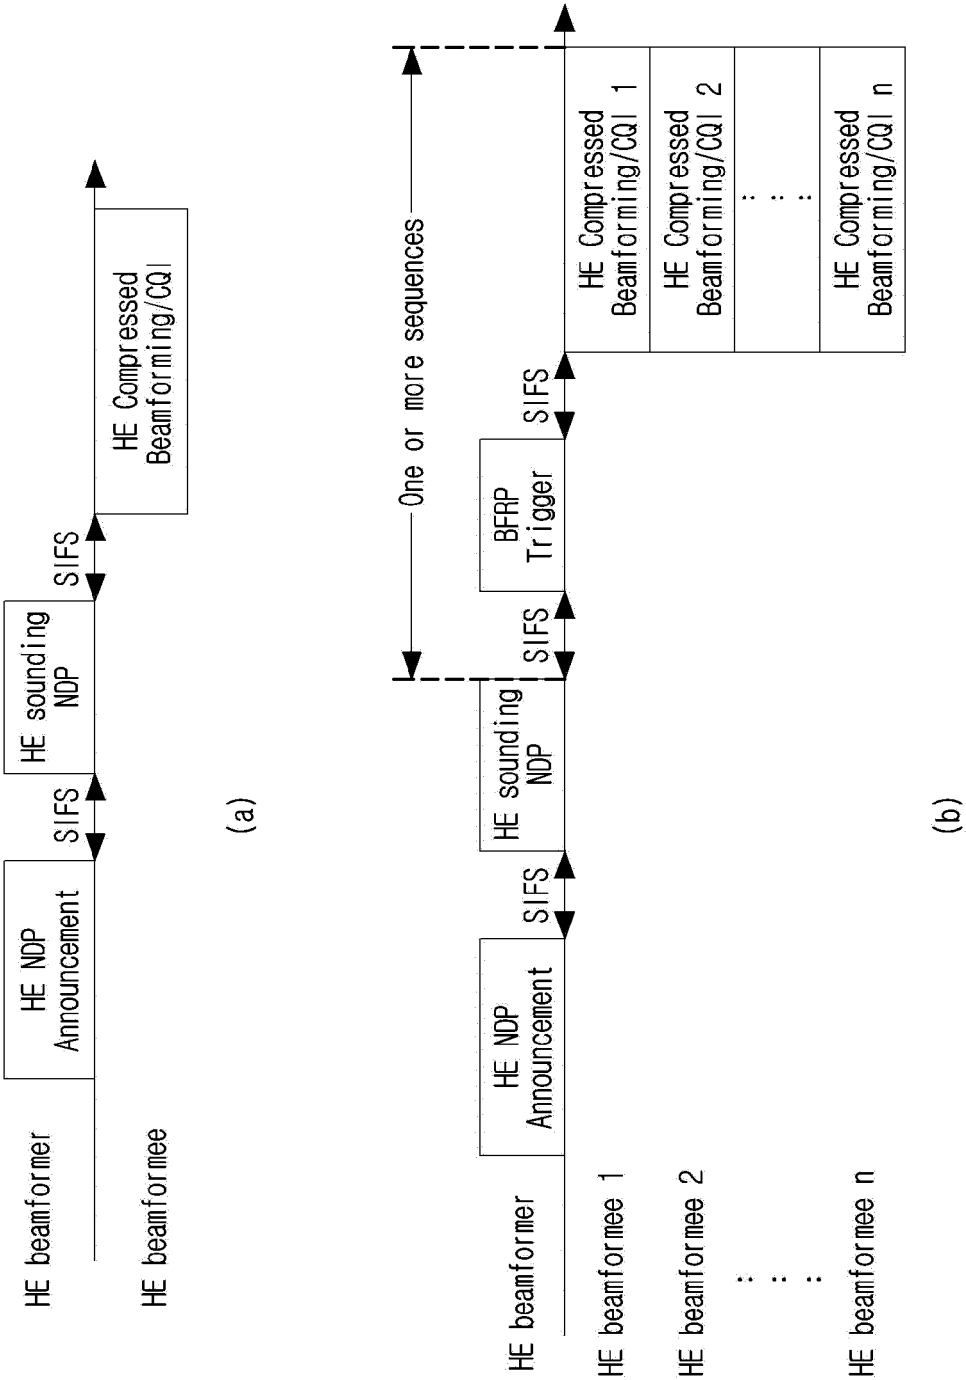 HE beamformer
HE NDP
Announcement
SIFS
HE sounding
NDP
SIFS
HE beamformee
HE Compressed
Beamforming/CQI
(a)
One or more sequences
HE beamformer
HE NDP
Announcement
SIFS
HE sounding
NDP
SIFS
BFRP
Trigger
SIFS
HE beamformee 1
HE Compressed
Beamforming/CQI 1
HE beamformee 2
HE Compressed
Beamforming/CQI 2
HE beamformee n
HE Compressed
Beamforming/CQI n
(b)